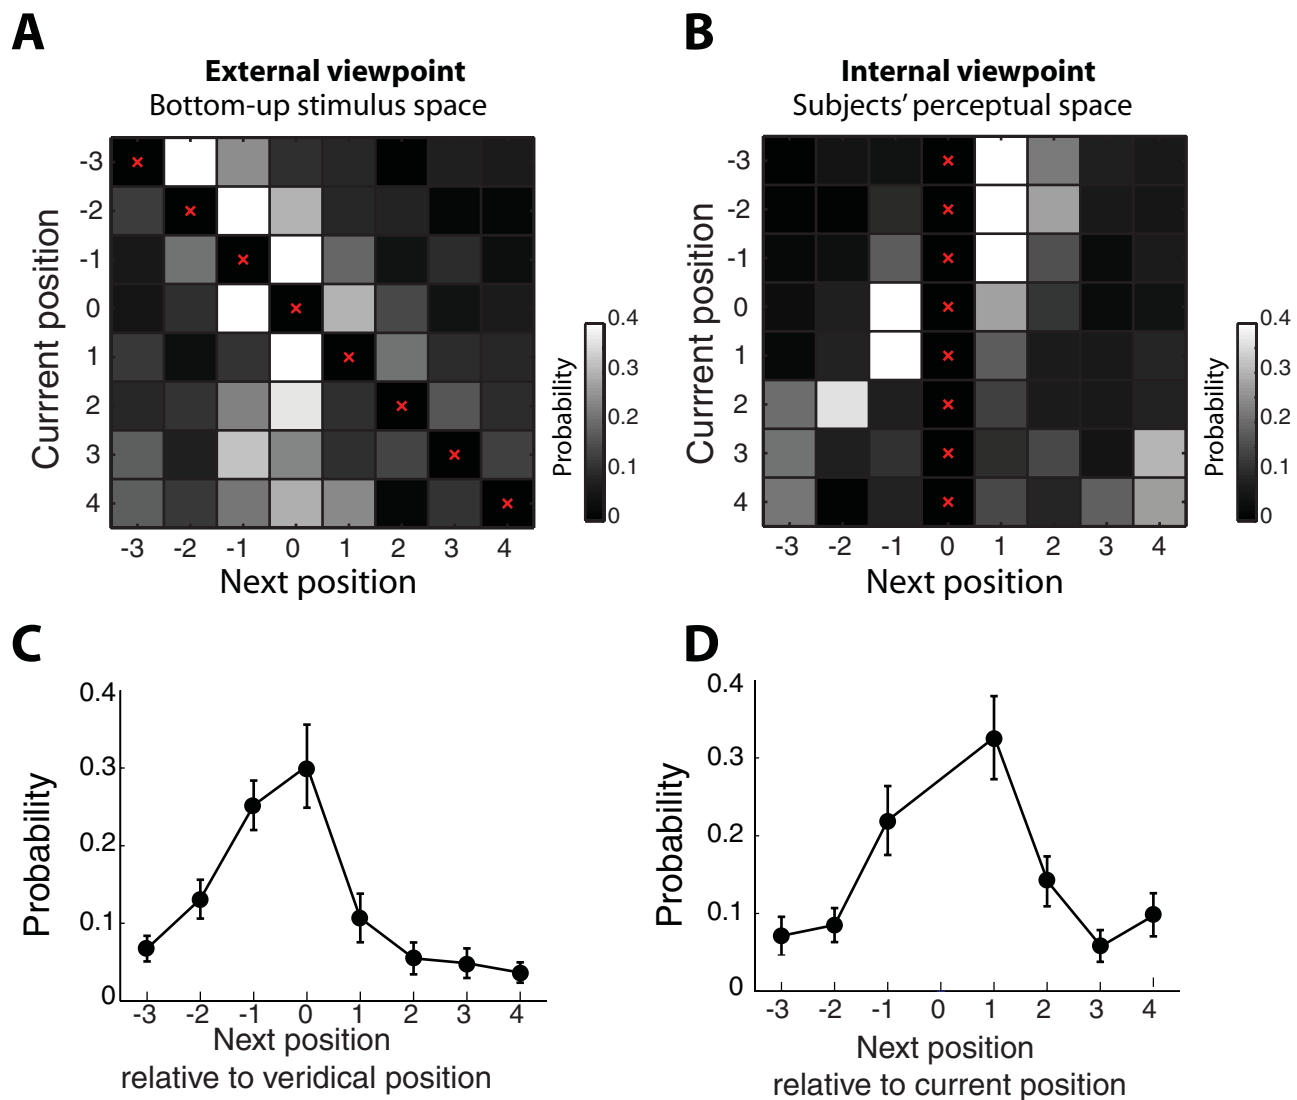 A
External viewpoint
Bottom-up stimulus space
Currrent position
-3
-2
-1
0
1
2
3
4
-3 -2 -1 0 1 2 3 4
Next position
Probability
0.4
0.3
0.2
0.1
0
B
Internal viewpoint
Subjects' perceptual space
Currrent position
-3
-2
-1
0
1
2
3
4
-3 -2 -1 0 1 2 3 4
Next position
Probability
0.4
0.3
0.2
0.1
0
C
Probability
0.4
0.3
0.2
0.1
0
-3 -2 -1 0 1 2 3 4
Next position
relative to veridical position
D
Probability
0.4
0.3
0.2
0.1
0
-3 -2 -1 0 1 2 3 4
Next position
relative to current position